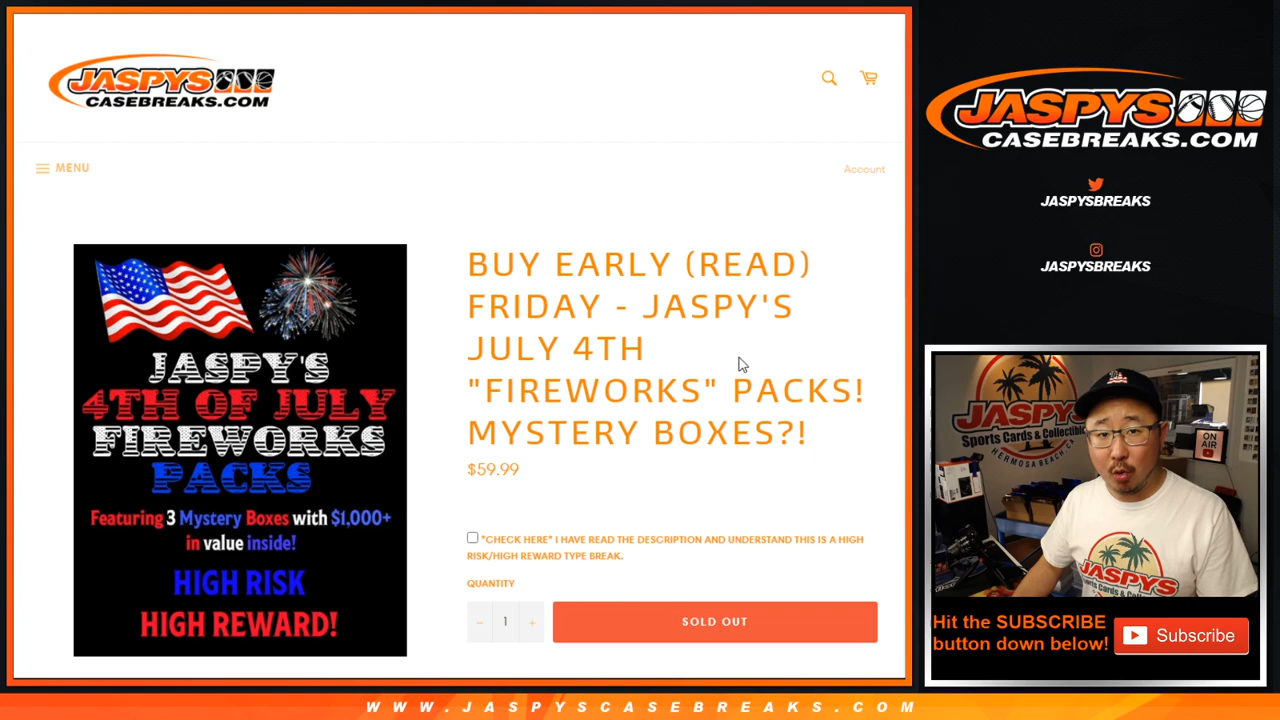 JASPYS
CASEBREAKS.COM
MENU
Account
JASPY'S
4TH OF JULY
FIREWORKS
PACKS
Featuring 3 Mystery Boxes with $1,000+
in value inside!
HIGH RISK
HIGH REWARD!
BUY EARLY (READ)
FRIDAY - JASPY'S
JULY 4TH
"FIREWORKS" PACKS!
MYSTERY BOXES?!
$59.99
*CHECK HERE* I HAVE READ THE DESCRIPTION AND UNDERSTAND THIS IS A HIGH
RISK/HIGH REWARD TYPE BREAK.
QUANTITY
− 1 +
SOLD OUT
JASPYS
CASEBREAKS.COM
JASPYSBREAKS
JASPYSBREAKS
JASPYS
Sports Cards & Collectibles
HERMOSA BEACH
ON
AIR
JASPYS
Hit the SUBSCRIBE
button down below!
Subscribe
WWW.JASPYSCASEBREAKS.COM